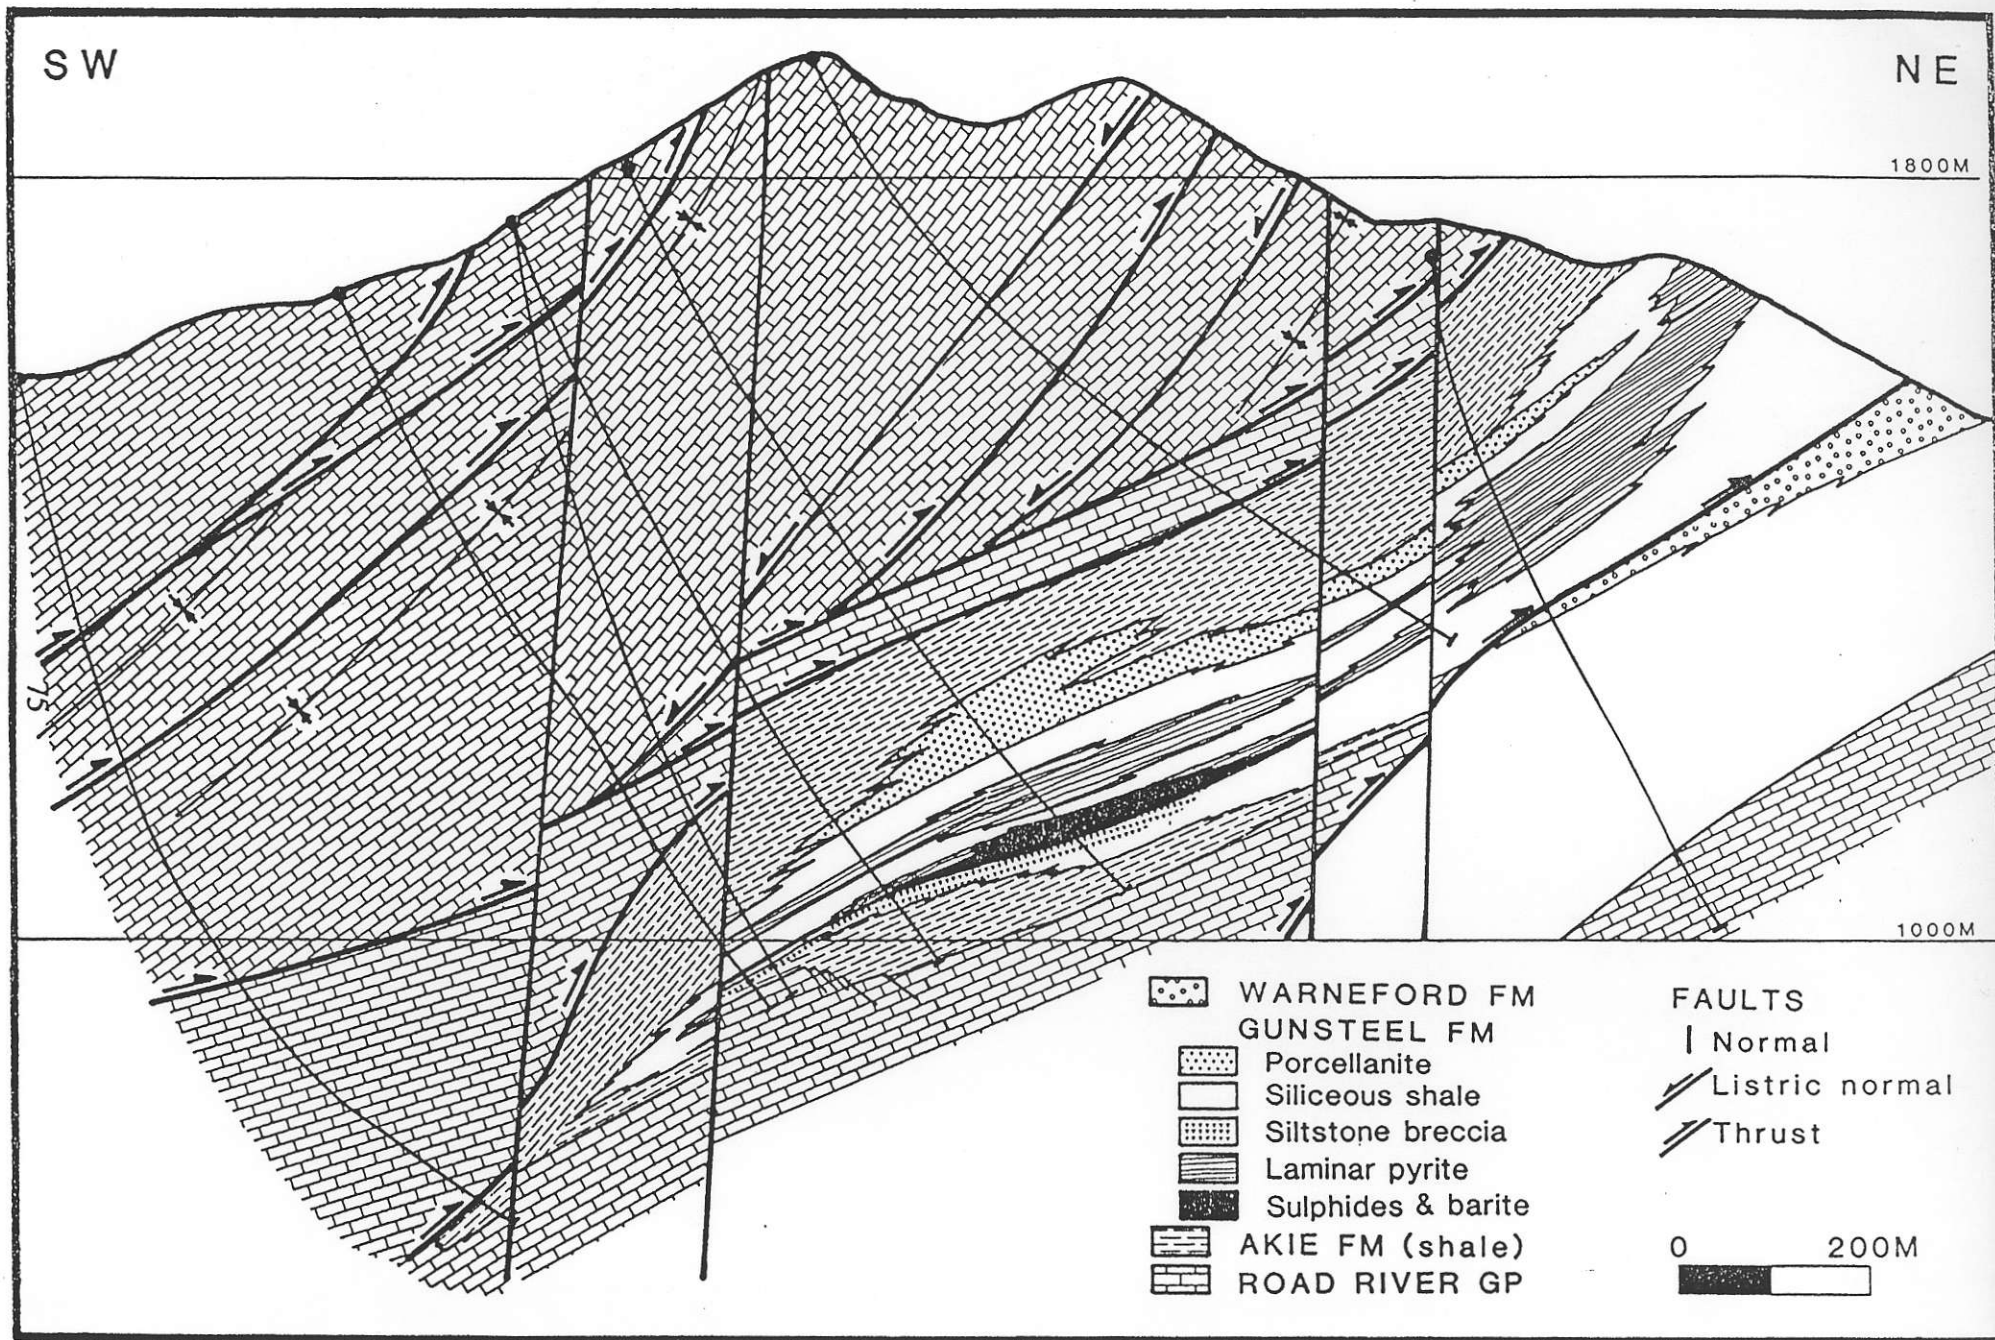 SW
NE
1800M
75
1000M
WARNEFORD FM
GUNSTEEL FM
Porcellanite
Siliceous shale
Siltstone breccia
Laminar pyrite
Sulphides & barite
AKIE FM (shale)
ROAD RIVER GP
FAULTS
Normal
Listric normal
Thrust
0 200M